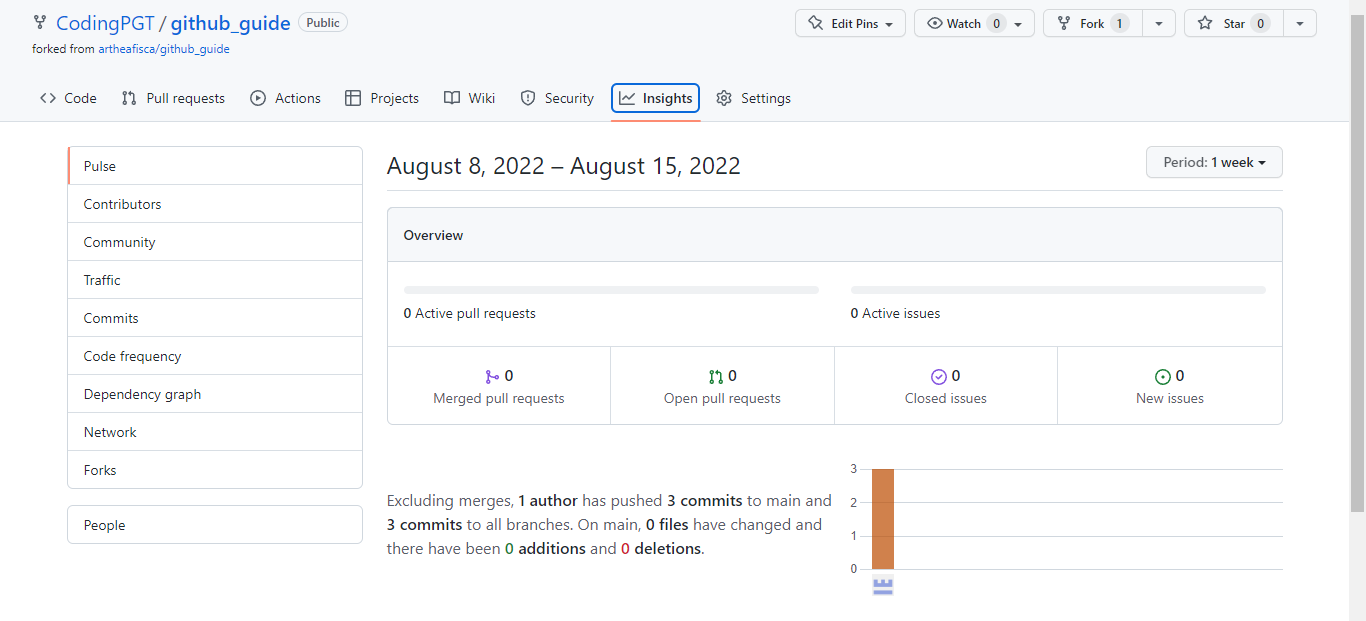 CodingPGT / github_guide Public
Edit Pins Watch 0 Fork 1 Star 0
forked from artheafisca/github_guide
Code Pull requests Actions Projects Wiki Security Insights Settings
Pulse
Contributors
Community
Traffic
Commits
Code frequency
Dependency graph
Network
Forks
People
August 8, 2022 – August 15, 2022
Period: 1 week
Overview
0 Active pull requests
0 Active issues
0
Merged pull requests
0
Open pull requests
0
Closed issues
0
New issues
Excluding merges, 1 author has pushed 3 commits to main and
3 commits to all branches. On main, 0 files have changed and
there have been 0 additions and 0 deletions.
3
2
1
0